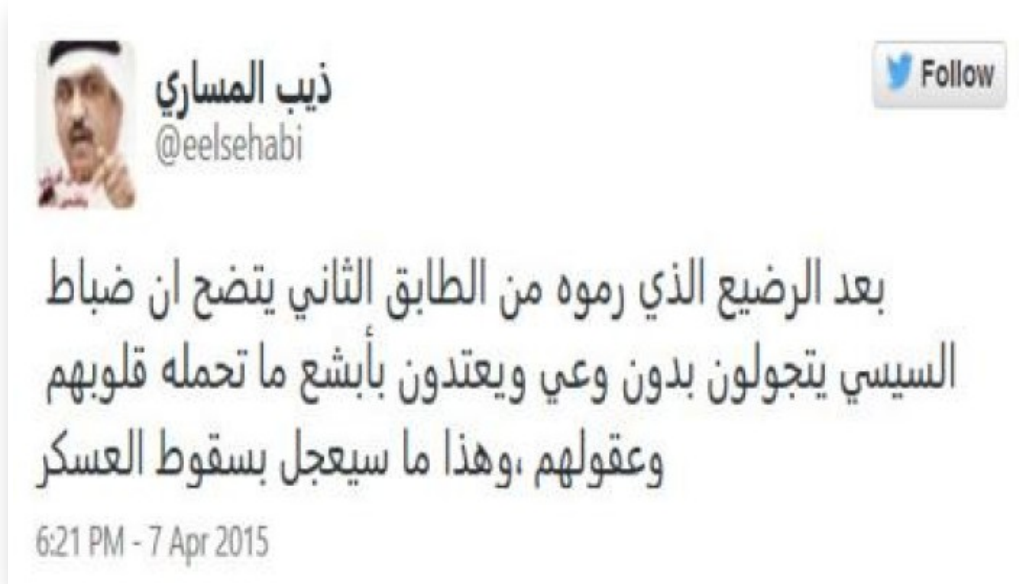 ذيب المساري
@eelsehabi
Follow
بعد الرضيع الذي رموه من الطابق الثاني يتضح ان ضباط
السيسي يتجولون بدون وعي ويعتدون بأبشع ما تحمله قلوبهم
وعقولهم ،وهذا ما سيعجل بسقوط العسكر
6:21 PM - 7 Apr 2015